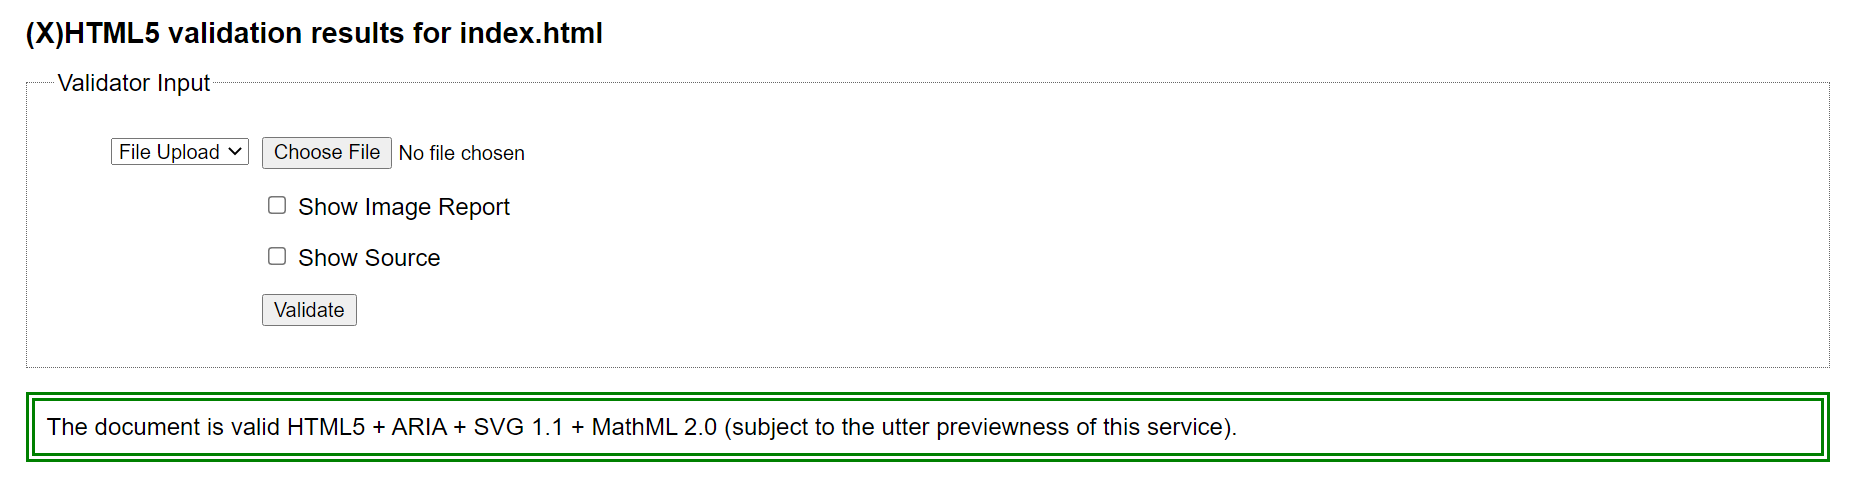 (X)HTML5 validation results for index.html
Validator Input
File Upload Choose File No file chosen
Show Image Report
Show Source
Validate
The document is valid HTML5 + ARIA + SVG 1.1 + MathML 2.0 (subject to the utter previewness of this service).